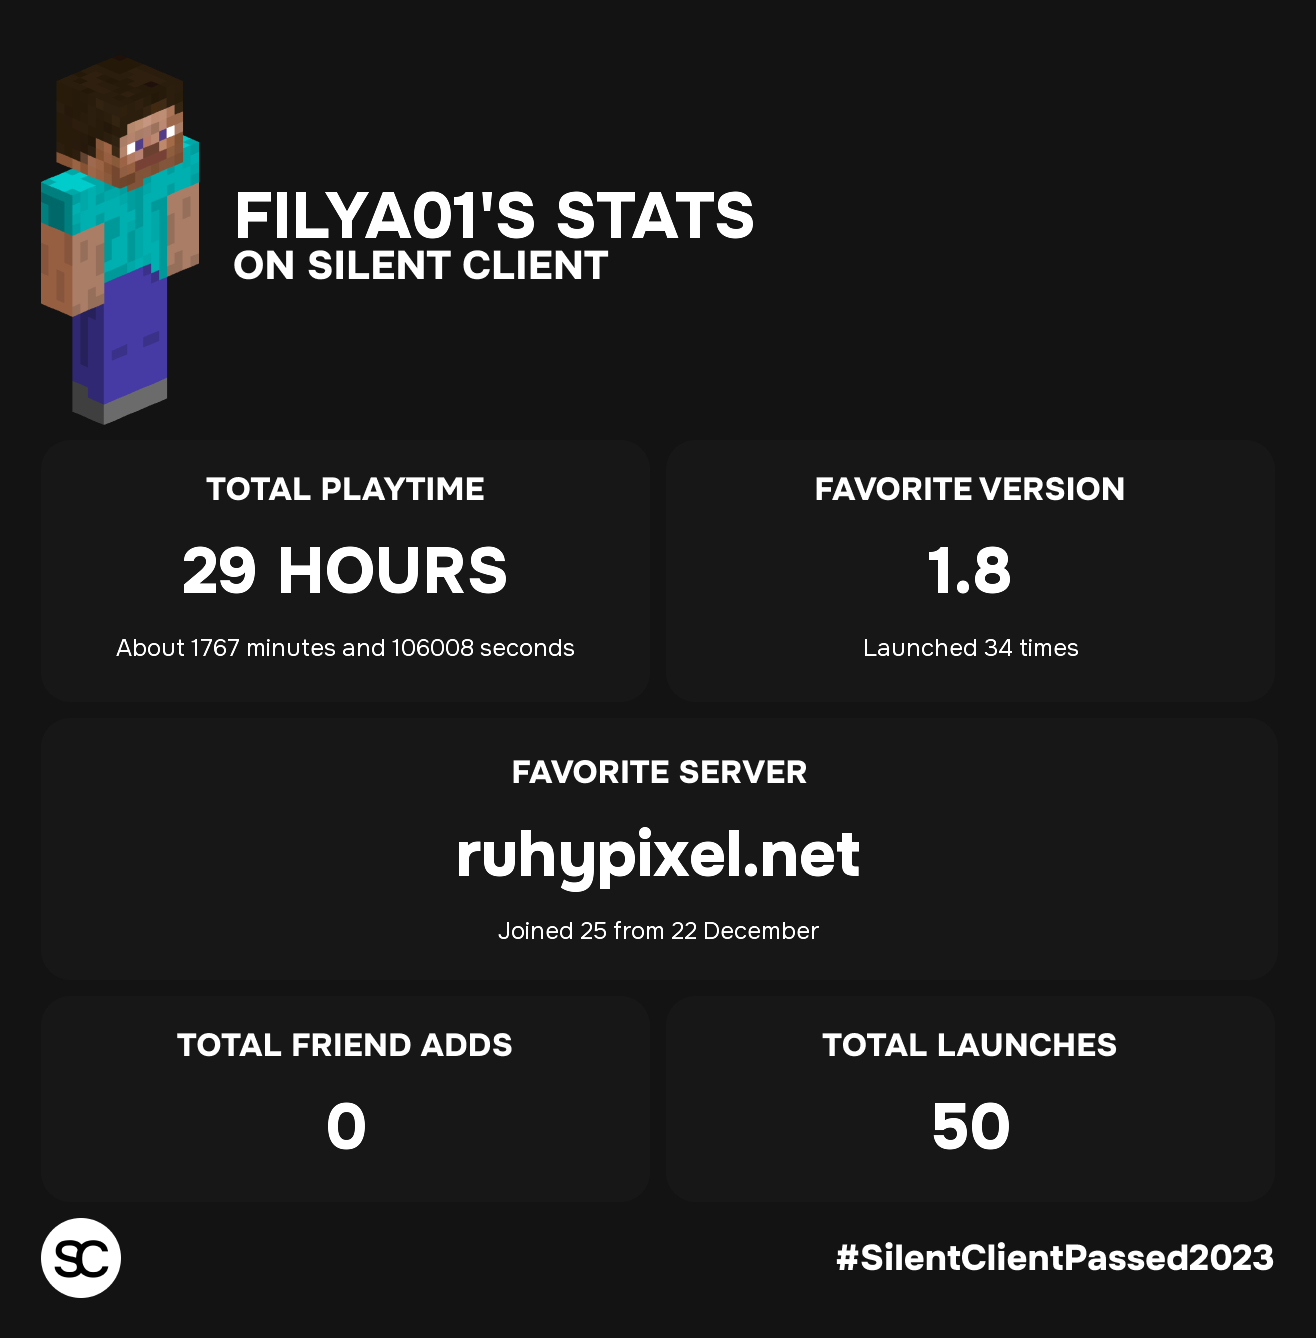 FILYA01'S STATS
ON SILENT CLIENT
TOTAL PLAYTIME
29 HOURS
About 1767 minutes and 106008 seconds
FAVORITE VERSION
1.8
Launched 34 times
FAVORITE SERVER
ruhypixel.net
Joined 25 from 22 December
TOTAL FRIEND ADDS
0
TOTAL LAUNCHES
50
SC
#SilentClientPassed2023